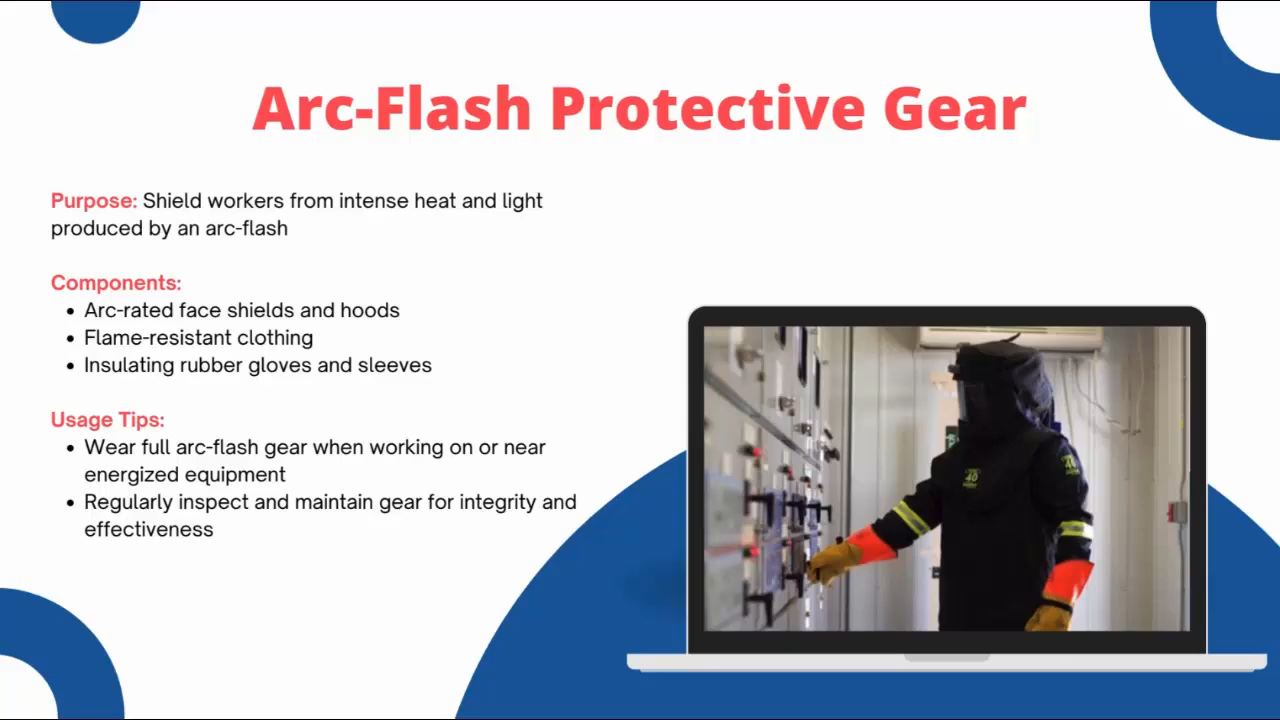 Arc-Flash Protective Gear
Purpose: Shield workers from intense heat and light
produced by an arc-flash
Components:
• Arc-rated face shields and hoods
• Flame-resistant clothing
• Insulating rubber gloves and sleeves
Usage Tips:
• Wear full arc-flash gear when working on or near
energized equipment
• Regularly inspect and maintain gear for integrity and
effectiveness
40
40